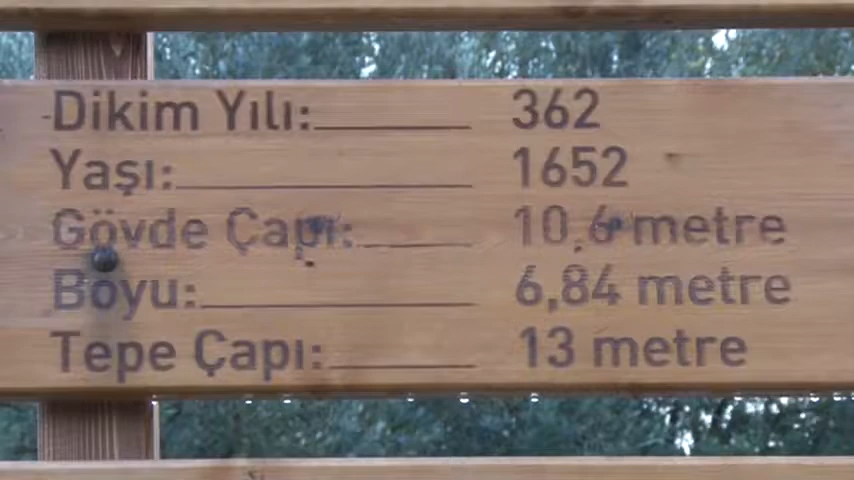 Dikim Yılı: 362
Yaşı: 1652
Gövde Çapı: 10,6 metre
Boyu: 6,84 metre
Tepe Çapı: 13 metre